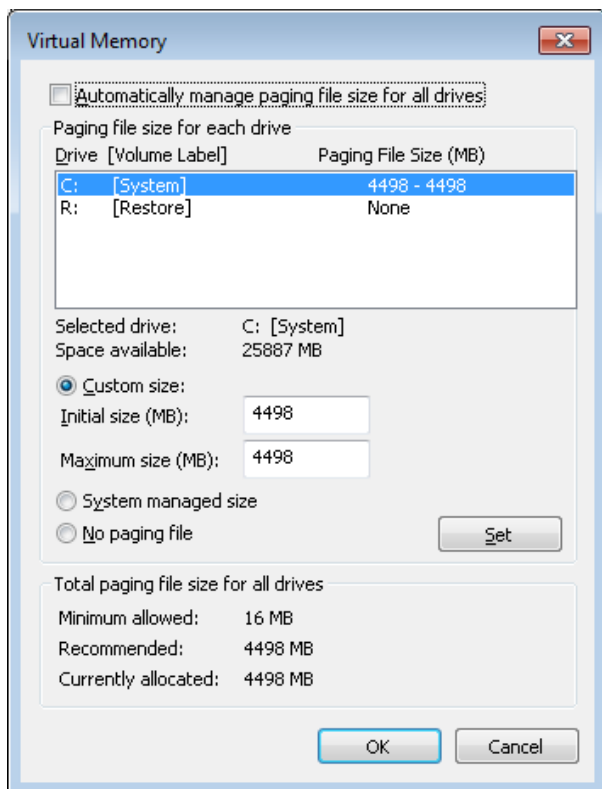 Virtual Memory
Automatically manage paging file size for all drives
Paging file size for each drive
Drive [Volume Label] Paging File Size (MB)
C: [System] 4498 - 4498
R: [Restore] None
Selected drive: C: [System]
Space available: 25887 MB
Custom size:
Initial size (MB): 4498
Maximum size (MB): 4498
System managed size
No paging file
Set
Total paging file size for all drives
Minimum allowed: 16 MB
Recommended: 4498 MB
Currently allocated: 4498 MB
OK Cancel